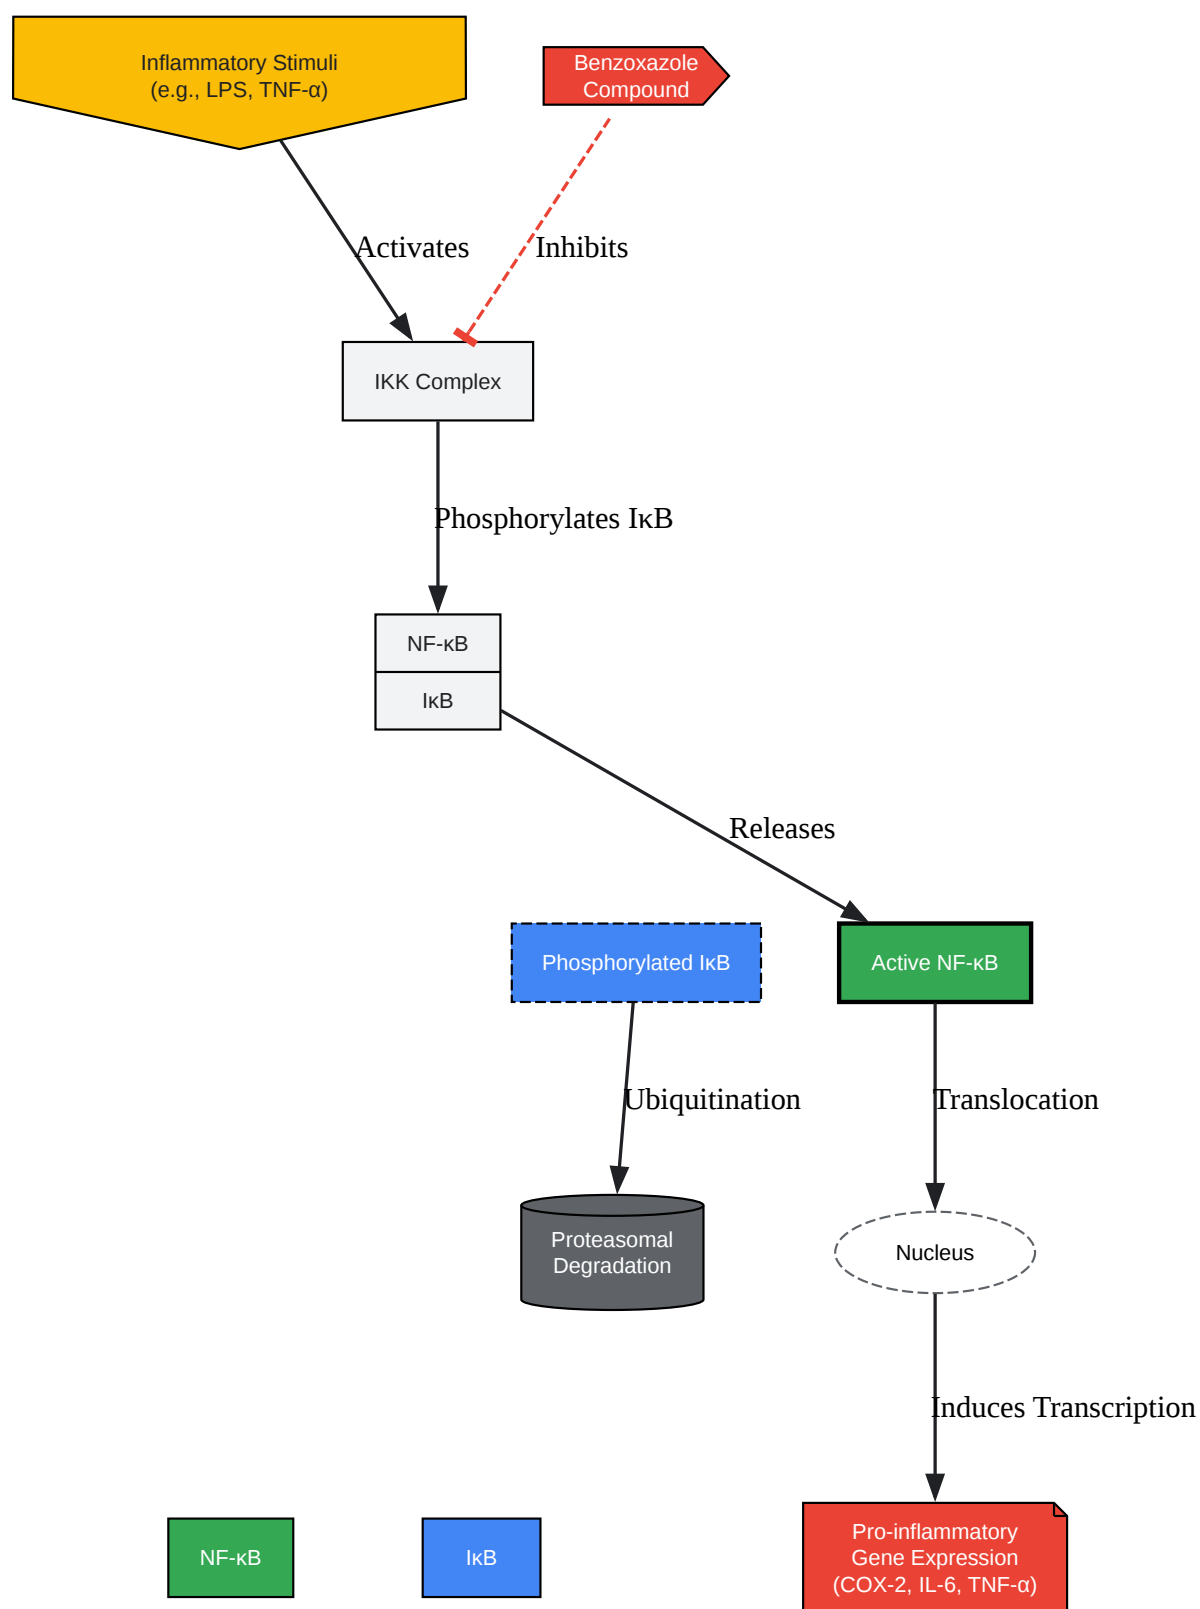 Inflammatory Stimuli
(e.g., LPS, TNF-α)
Benzoxazole
Compound
Activates
Inhibits
IKK Complex
Phosphorylates IκB
NF-κB
IκB
Releases
Phosphorylated IκB
Active NF-κB
Ubiquitination
Translocation
Proteasomal
Degradation
Nucleus
Induces Transcription
NF-κB
IκB
Pro-inflammatory
Gene Expression
(COX-2, IL-6, TNF-α)